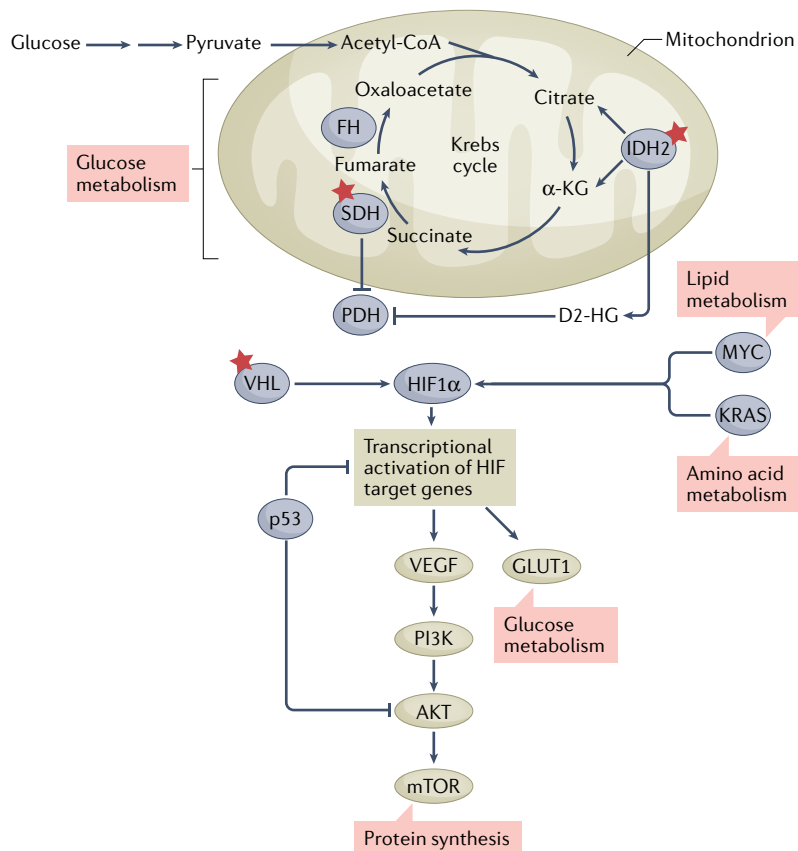 Glucose
Pyruvate
Acetyl-CoA
Mitochondrion
Oxaloacetate
Citrate
FH
IDH2
Krebs
cycle
Glucose
metabolism
Fumarate
α-KG
SDH
Succinate
PDH
D2-HG
Lipid
metabolism
MYC
VHL
HIF1α
KRAS
Transcriptional
activation of HIF
target genes
Amino acid
metabolism
p53
VEGF
GLUT1
Glucose
metabolism
PI3K
AKT
mTOR
Protein synthesis